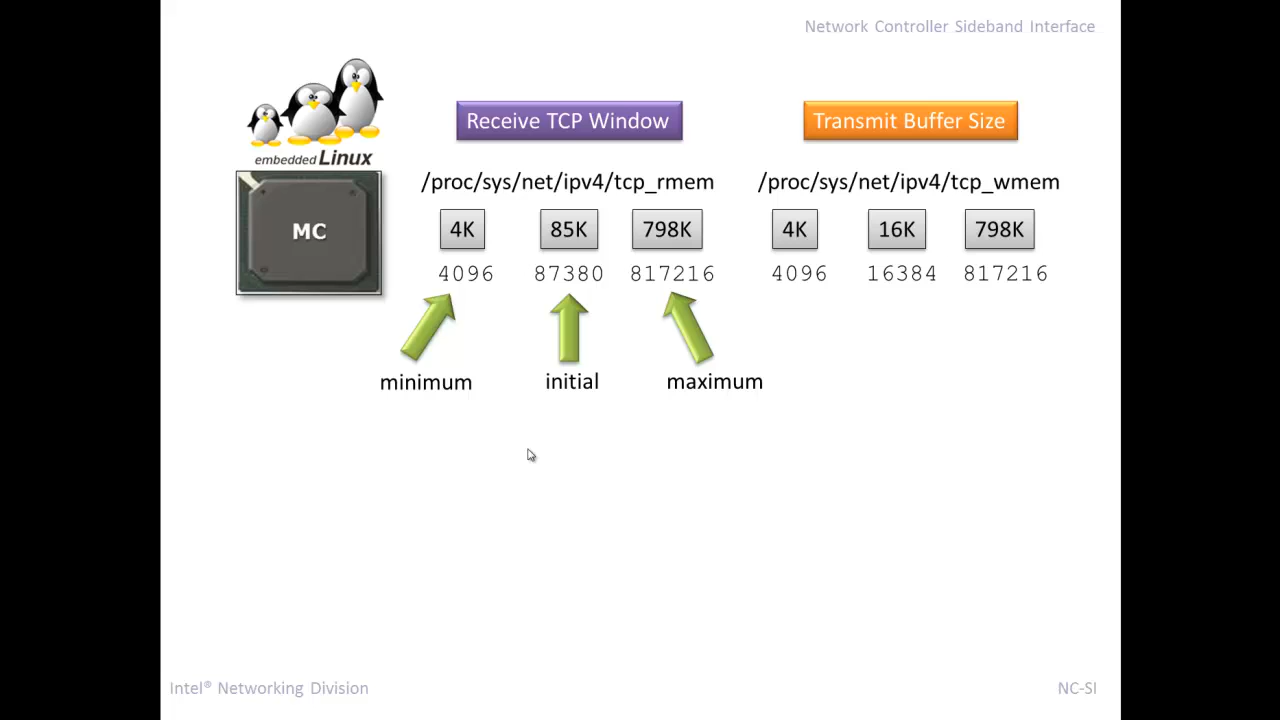 Network Controller Sideband Interface
Receive TCP Window
Transmit Buffer Size
embedded Linux
MC
/proc/sys/net/ipv4/tcp_rmem
/proc/sys/net/ipv4/tcp_wmem
4K 85K 798K
4K 16K 798K
4096 87380 817216
4096 16384 817216
minimum initial maximum
Intel® Networking Division
NC-SI